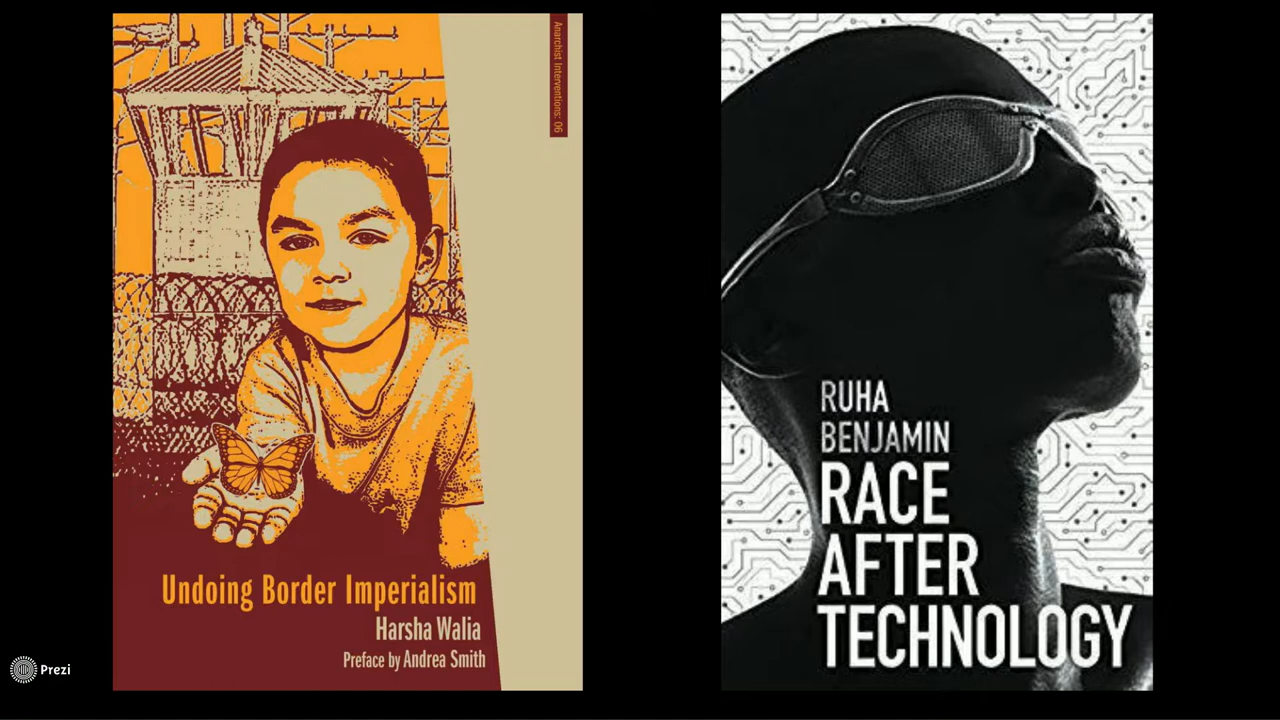 Anarchist Interventions: 06
Undoing Border Imperialism
Harsha Walia
Preface by Andrea Smith
RUHA
BENJAMIN
RACE
AFTER
TECHNOLOGY
Prezi